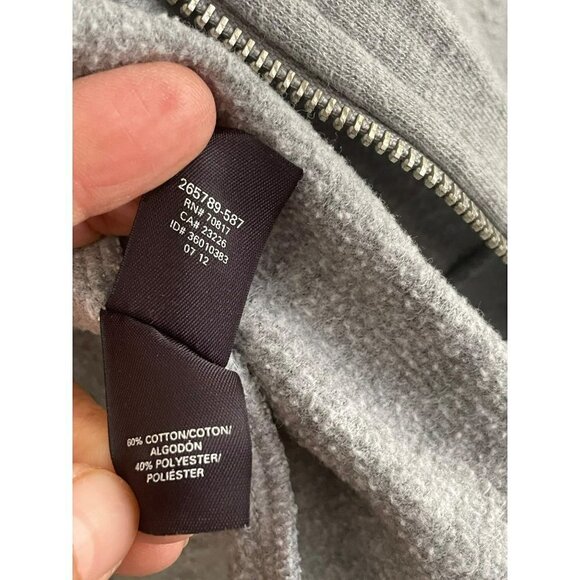 265789-587
RN# 70817
CA# 23226
ID# 36010383
07 12
60% COTTON/COTON/
ALGODÓN
40% POLYESTER/
POLIÉSTER